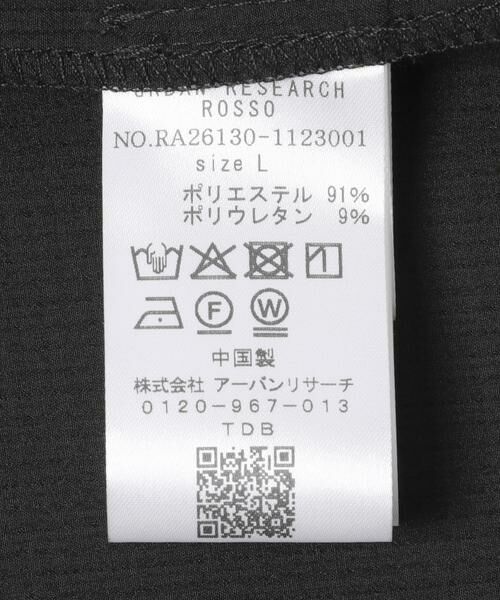 URBAN RESEARCH
ROSSO
NO.RA26130-1123001
size L
ポリエステル 91%
ポリウレタン 9%
F W
中国製
株式会社 アーバンリサーチ
0120-967-013
TDB